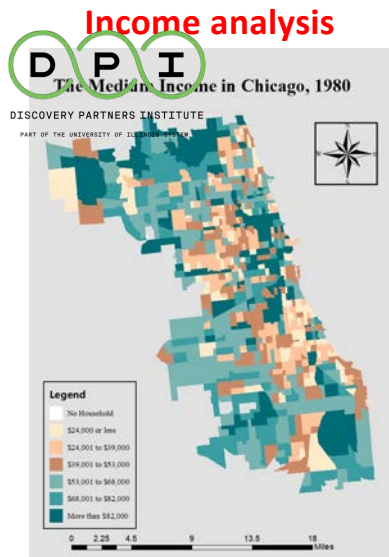 Income analysis
DPI
The Medium Income in Chicago, 1980
DISCOVERY PARTNERS INSTITUTE
PART OF THE UNIVERSITY OF ILLINOIS SYSTEM
N
W
E
S
Legend
No Household
$24,000 or less
$24,001 to $39,000
$39,001 to $53,000
$53,001 to $68,000
$68,001 to $82,000
More than $82,000
0 2.25 4.5 9 13.5 18
Miles